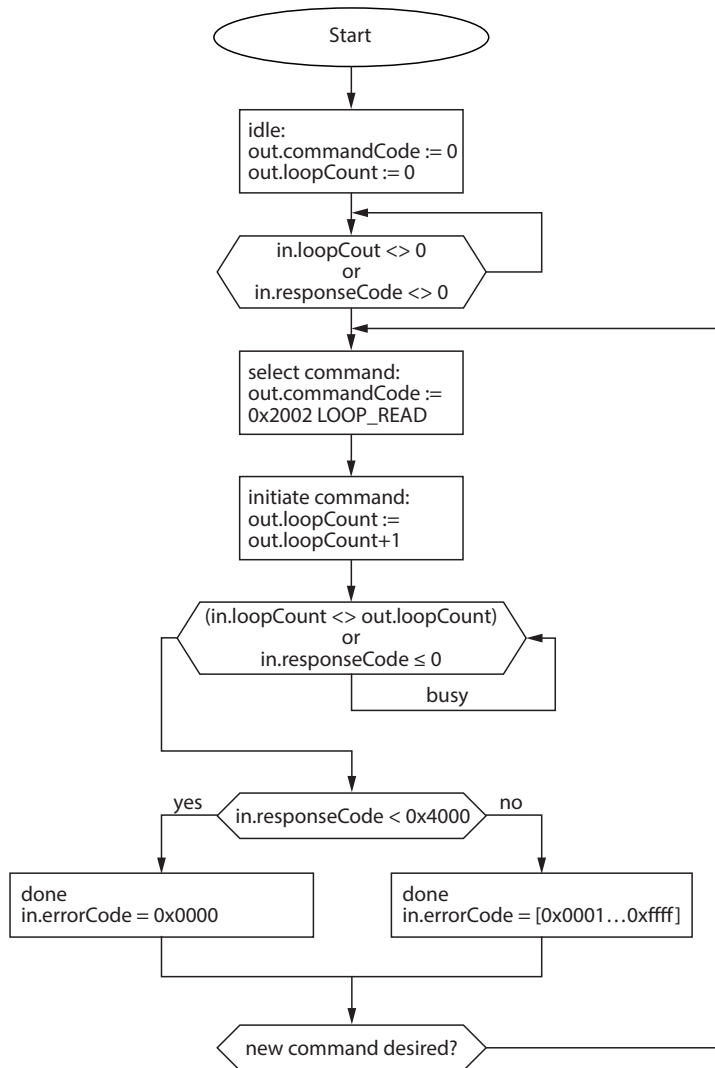 Start
idle:
out.commandCode := 0
out.loopCount := 0
in.loopCout <> 0
or
in.responseCode <> 0
select command:
out.commandCode :=
0x2002 LOOP_READ
initiate command:
out.loopCount :=
out.loopCount+1
(in.loopCount <> out.loopCount)
or
in.responseCode ≤ 0
busy
yes
in.responseCode < 0x4000
no
done
in.errorCode = 0x0000
done
in.errorCode = [0x0001…0xffff]
new command desired?